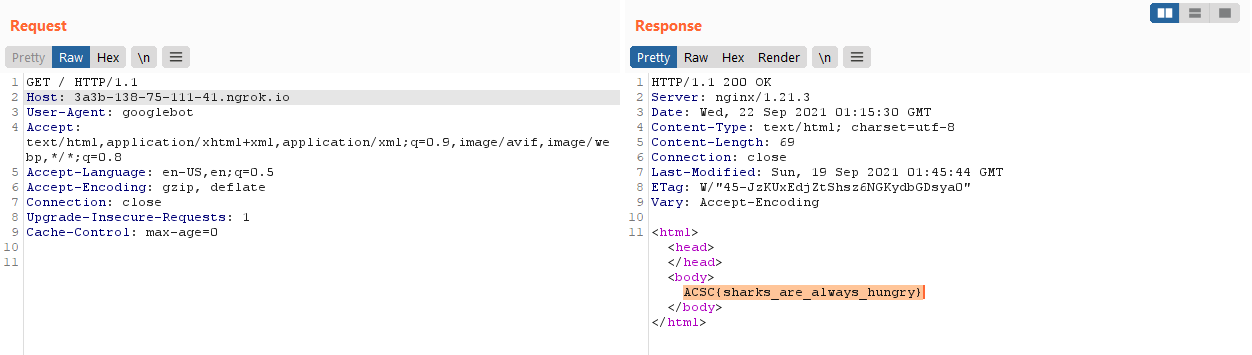 Request
Pretty Raw Hex \n
1 GET / HTTP/1.1
2 Host: 3a3b-138-75-111-41.ngrok.io
3 User-Agent: googlebot
4 Accept:
text/html,application/xhtml+xml,application/xml;q=0.9,image/avif,image/we
bp,*/*;q=0.8
5 Accept-Language: en-US,en;q=0.5
6 Accept-Encoding: gzip, deflate
7 Connection: close
8 Upgrade-Insecure-Requests: 1
9 Cache-Control: max-age=0
10
11
Response
Pretty Raw Hex Render \n
1 HTTP/1.1 200 OK
2 Server: nginx/1.21.3
3 Date: Wed, 22 Sep 2021 01:15:30 GMT
4 Content-Type: text/html; charset=utf-8
5 Content-Length: 69
6 Connection: close
7 Last-Modified: Sun, 19 Sep 2021 01:45:44 GMT
8 ETag: W/"45-JzKUxEdjZtShsz6NGKydbGDsya0"
9 Vary: Accept-Encoding
10
11 <html>
<head>
</head>
<body>
ACSC{sharks_are_always_hungry}
</body>
</html>